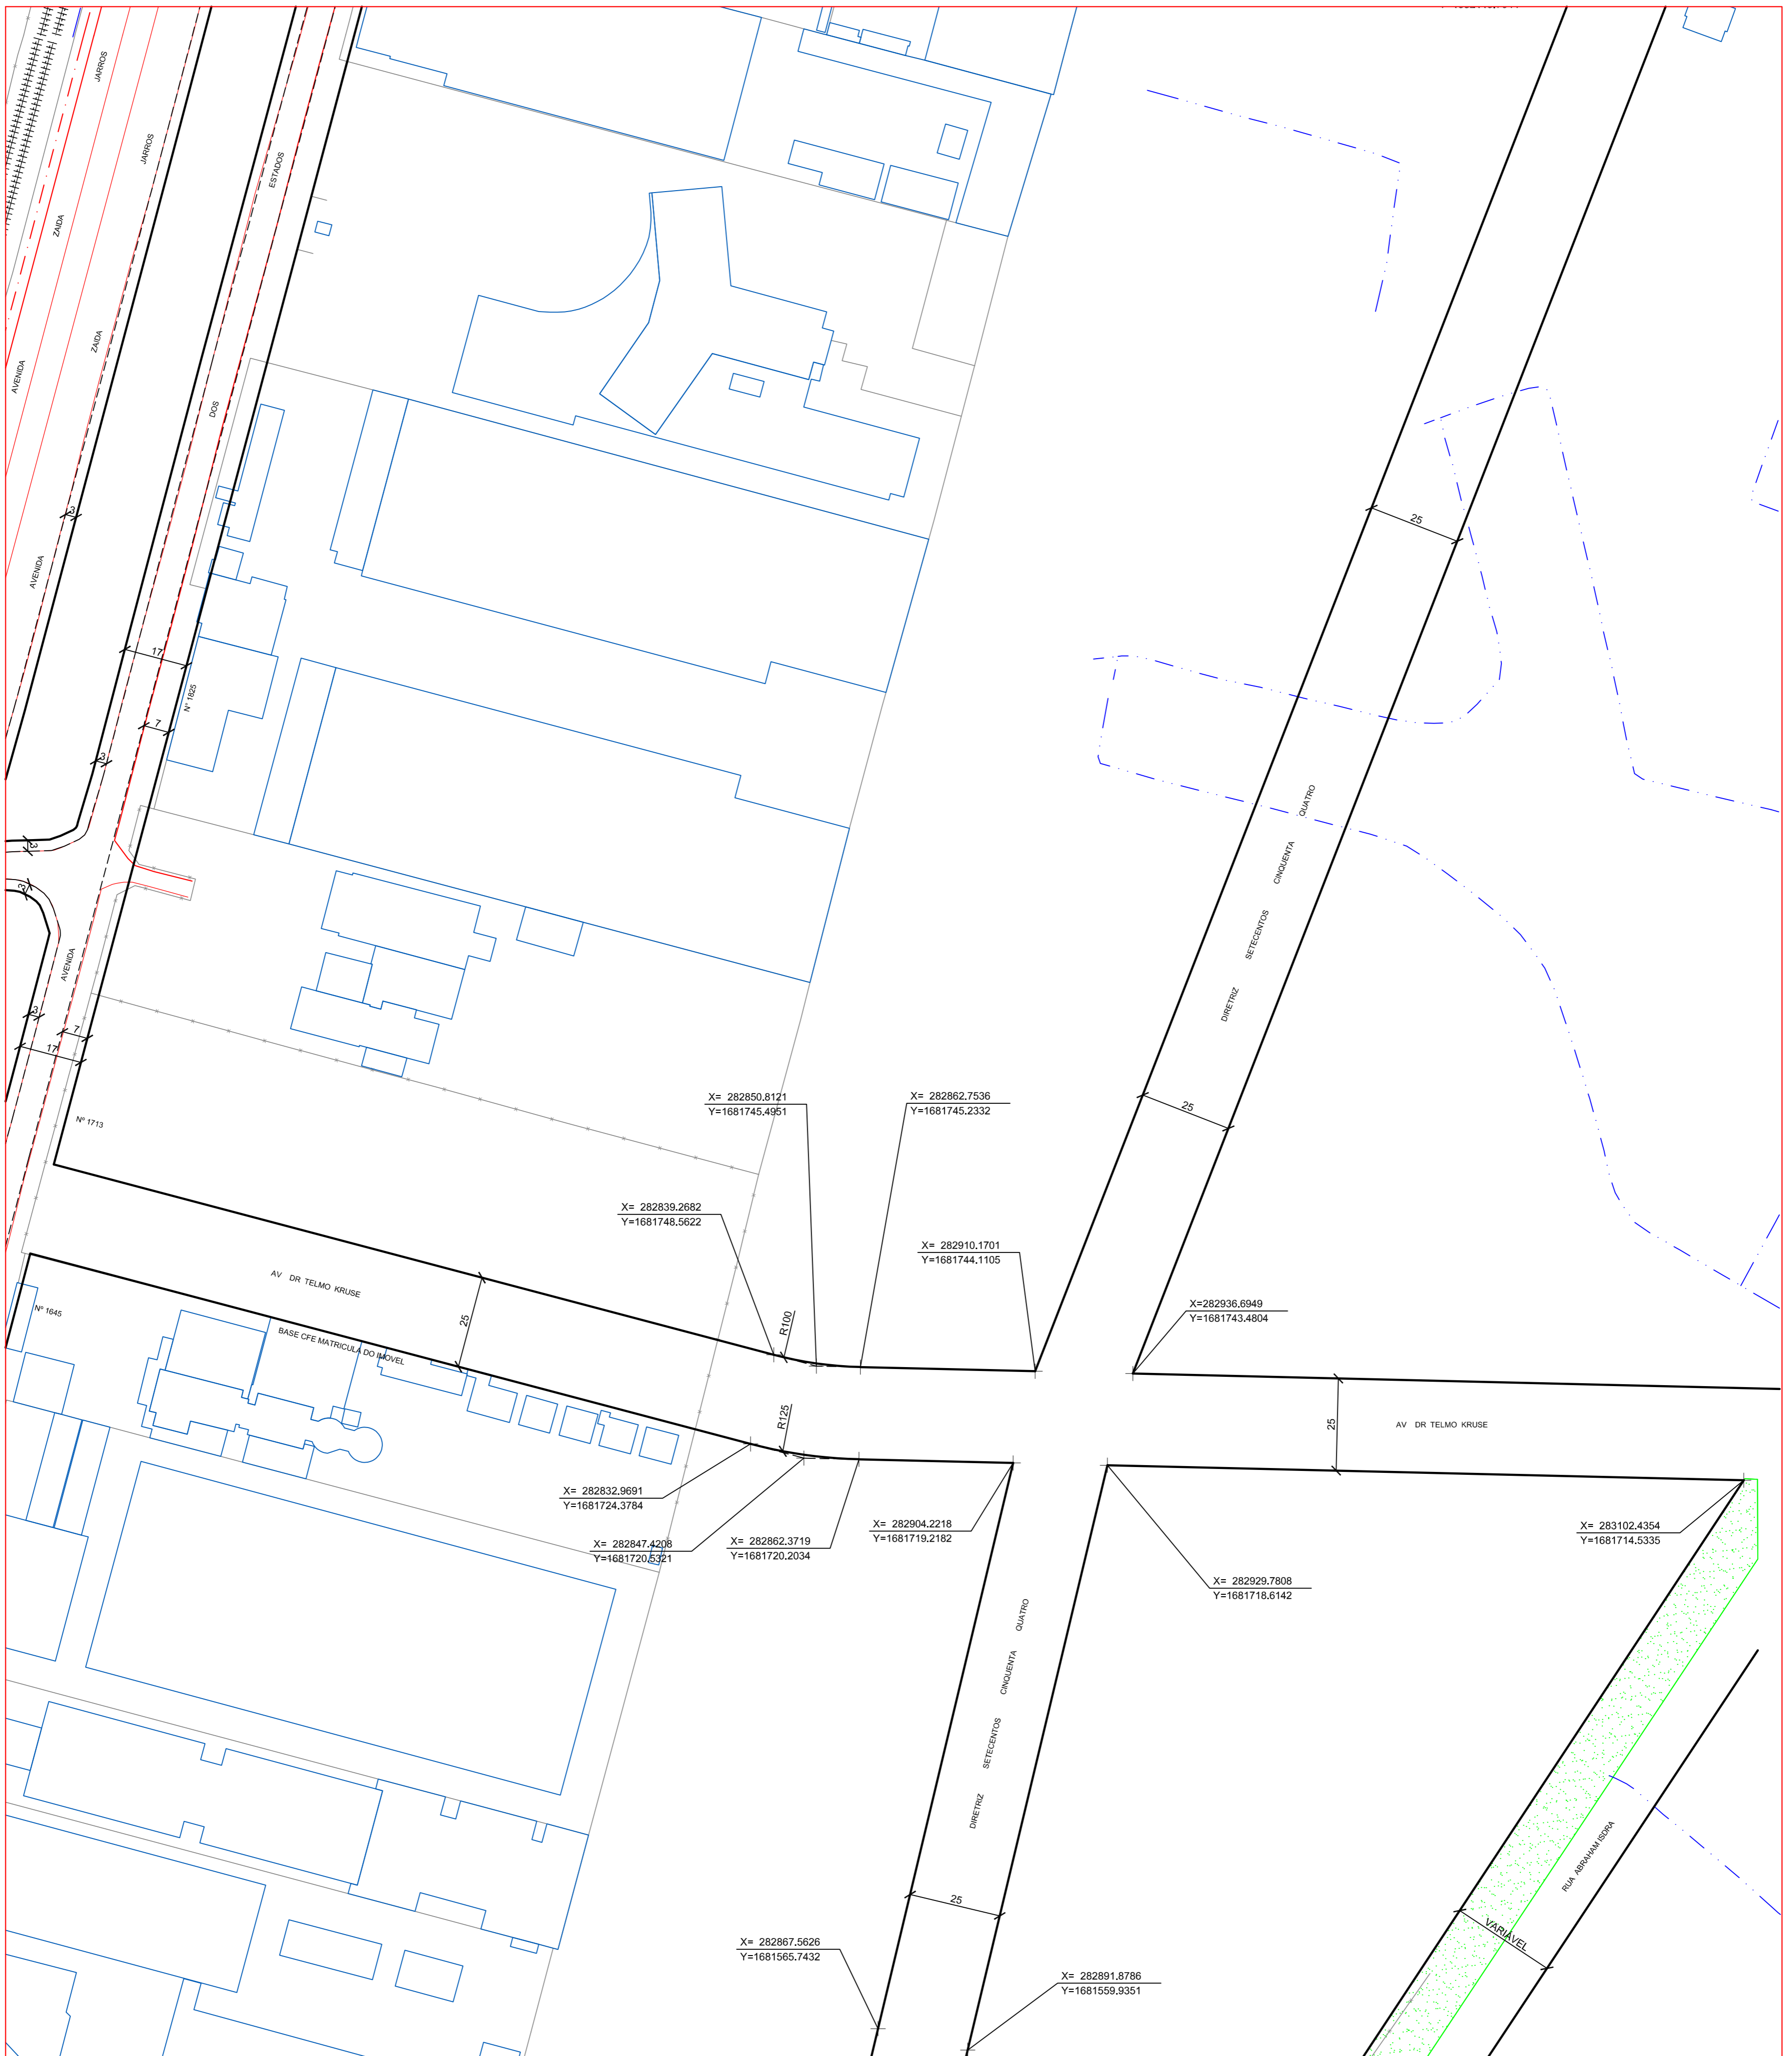 JARROS
JARROS
ESTADOS
ZAIDA
ZAIDA
AVENIDA
DOS
3
AVENIDA
25
17
Nº 1825
7
3
3
3
AVENIDA
3
7
17
Nº 1713
DIRETRIZ SETECENTOS CINQUENTA QUATRO
25
X= 282850.8121
Y=1681745.4951
X= 282862.7536
Y=1681745.2332
X= 282839.2682
Y=1681748.5622
X= 282910.1701
Y=1681744.1105
X=282936.6949
Y=1681743.4804
AV DR TELMO KRUSE
25
R100
Nº 1645
BASE CFE MATRICULA DO IMOVEL
R125
25
AV DR TELMO KRUSE
X= 282832.9691
Y=1681724.3784
X= 282847.4208
Y=1681720.5321
X= 282862.3719
Y=1681720.2034
X= 282904.2218
Y=1681719.2182
X= 283102.4354
Y=1681714.5335
X= 282929.7808
Y=1681718.6142
DIRETRIZ SETECENTOS CINQUENTA QUATRO
25
RUA ABRAHAM ISDRA
VARIÁVEL
X= 282867.5626
Y=1681565.7432
X= 282891.8786
Y=1681559.9351